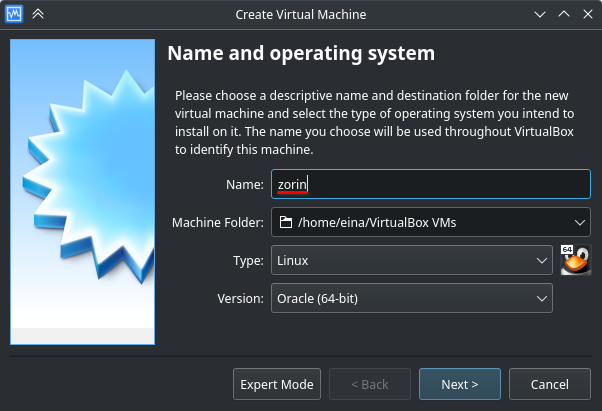 Create Virtual Machine
Name and operating system
Please choose a descriptive name and destination folder for the new
virtual machine and select the type of operating system you intend to
install on it. The name you choose will be used throughout VirtualBox
to identify this machine.
Name: zorin
Machine Folder: /home/eina/VirtualBox VMs
Type: Linux 64
Version: Oracle (64-bit)
Expert Mode < Back Next > Cancel